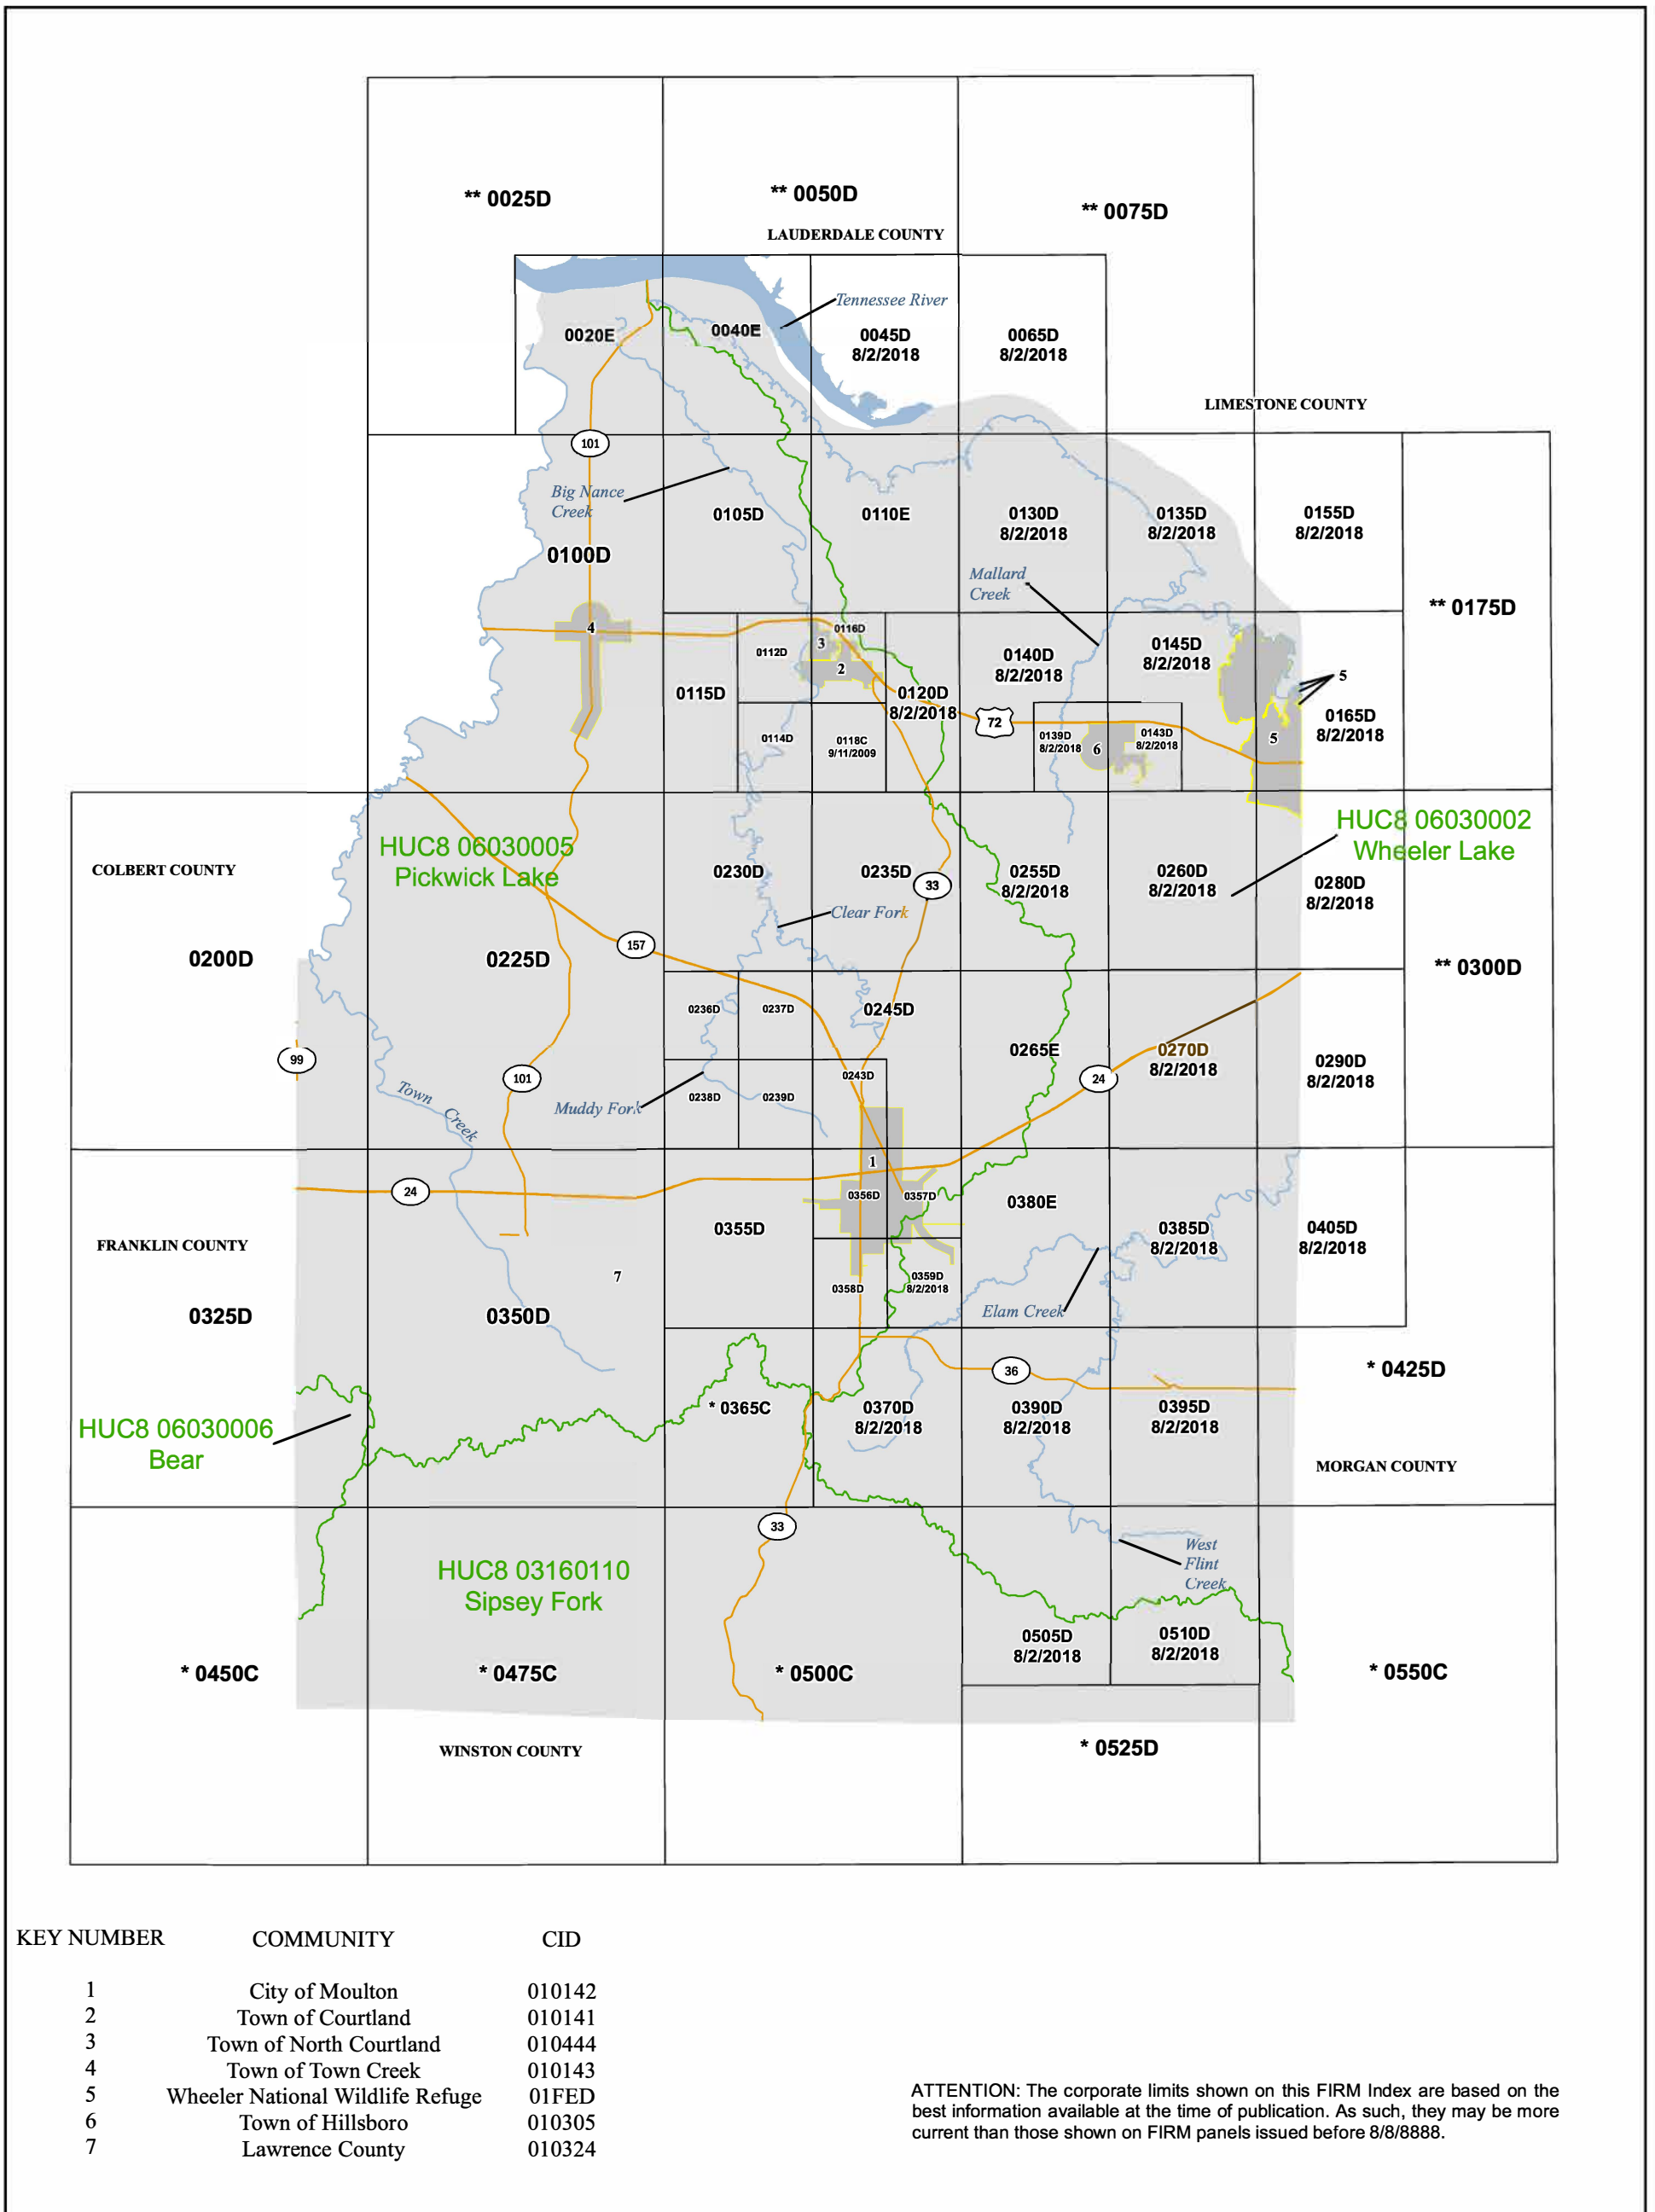 ** 0025D
** 0050D
** 0075D
LAUDERDALE COUNTY
Tennessee River
0020E
0040E
0045D
8/2/2018
0065D
8/2/2018
LIMESTONE COUNTY
101
Big Nance
Creek
0100D
0105D
0110E
0130D
8/2/2018
0135D
8/2/2018
0155D
8/2/2018
Mallard
Creek
** 0175D
4
0112D
3
0116D
2
0115D
0120D
8/2/2018
0140D
8/2/2018
0145D
8/2/2018
5
0165D
8/2/2018
72
0114D
0118C
9/11/2009
0139D
8/2/2018
6
0143D
8/2/2018
5
HUC8 06030005
Pickwick Lake
HUC8 06030002
Wheeler Lake
COLBERT COUNTY
0230D
0235D
33
0255D
8/2/2018
0260D
8/2/2018
0280D
8/2/2018
Clear Fork
0200D
0225D
157
** 0300D
0236D
0237D
0245D
0265E
0270D
8/2/2018
0290D
8/2/2018
99
101
24
Town Creek
Muddy Fork
0238D
0239D
0243D
1
24
0356D
0357D
0380E
0355D
0385D
8/2/2018
0405D
8/2/2018
FRANKLIN COUNTY
7
0358D
0359D
8/2/2018
Elam Creek
0325D
0350D
36
* 0425D
* 0365C
0370D
8/2/2018
0390D
8/2/2018
0395D
8/2/2018
HUC8 06030006
Bear
MORGAN COUNTY
33
HUC8 03160110
Sipsey Fork
West
Flint
Creek
0505D
8/2/2018
0510D
8/2/2018
* 0450C
* 0475C
* 0500C
* 0550C
WINSTON COUNTY
* 0525D
KEY NUMBER COMMUNITY CID
1 City of Moulton 010142
2 Town of Courtland 010141
3 Town of North Courtland 010444
4 Town of Town Creek 010143
5 Wheeler National Wildlife Refuge 01FED
6 Town of Hillsboro 010305
7 Lawrence County 010324
ATTENTION: The corporate limits shown on this FIRM Index are based on the
best information available at the time of publication. As such, they may be more
current than those shown on FIRM panels issued before 8/8/8888.